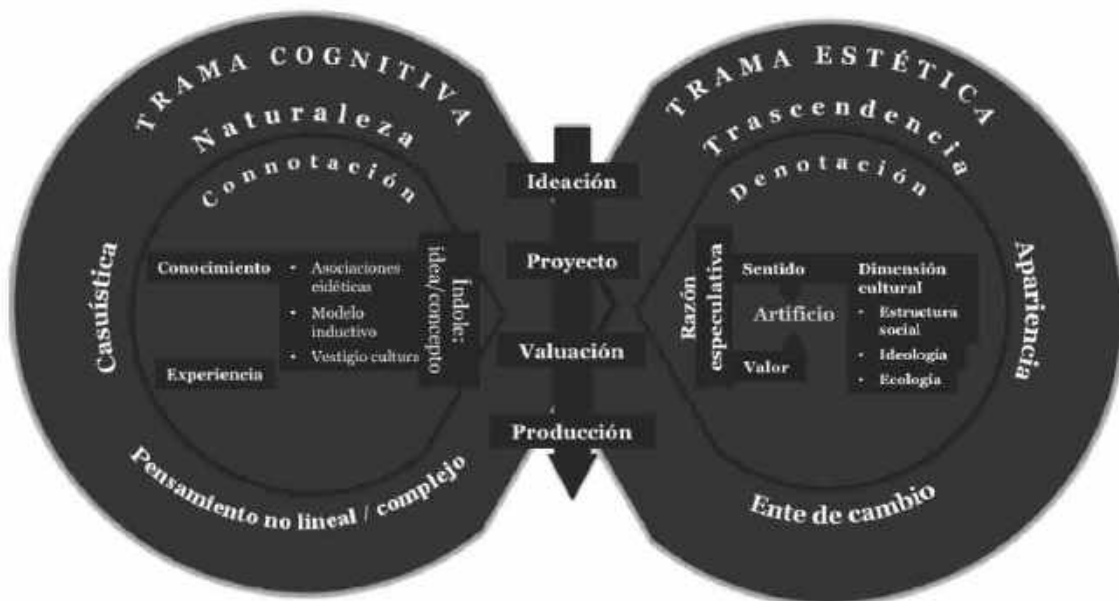 TRAMA COGNITIVA
Naturaleza
Connotación
Casuística
Conocimiento
• Asociaciones
eidéticas
• Modelo
inductivo
• Vestigio cultura
Experiencia
Índole:
idea/concepto
Pensamiento no lineal / complejo
Ideación
Proyecto
Valuación
Producción
TRAMA ESTÉTICA
Trascendencia
Denotación
Razón
especulativa
Sentido
Artificio
Valor
Dimensión
cultural
• Estructura
social
• Ideología
• Ecología
Apariencia
Ente de cambio